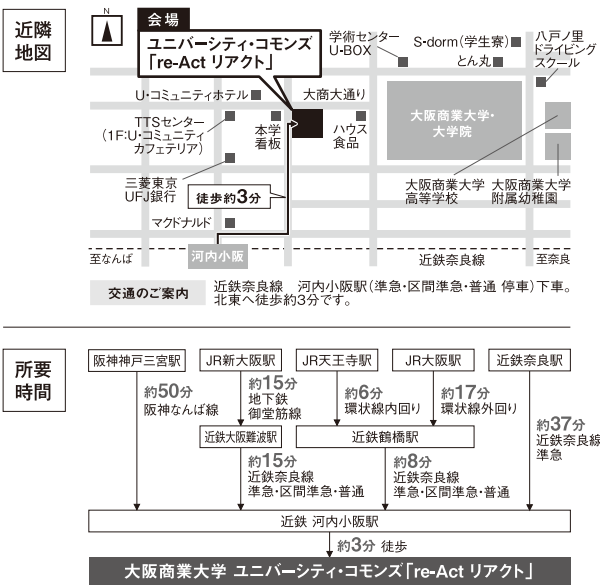 近隣
地図
N
会場
ユニバーシティ・コモンズ
「re-Act リアクト」
学術センター
U-BOX
S-dorm（学生寮）
とん丸
八戸ノ里
ドライビング
スクール
U・コミュニティホテル
大商大通り
TTSセンター
（1F:U・コミュニティ
カフェテリア）
本学
看板
ハウス
食品
大阪商業大学・
大学院
三菱東京
UFJ銀行
徒歩約3分
大阪商業大学
高等学校
大阪商業大学
附属幼稚園
マクドナルド
至なんば
河内小阪
近鉄奈良線
至奈良
交通のご案内
近鉄奈良線 河内小阪駅（準急・区間準急・普通 停車）下車。
北東へ徒歩約3分です。
所要
時間
阪神神戸三宮駅
JR新大阪駅
JR天王寺駅
JR大阪駅
近鉄奈良駅
約50分
阪神なんば線
約15分
地下鉄
御堂筋線
約6分
環状線内回り
約17分
環状線外回り
約37分
近鉄奈良線
準急
近鉄大阪難波駅
近鉄鶴橋駅
約15分
近鉄奈良線
準急・区間準急・普通
約8分
近鉄奈良線
準急・区間準急・普通
近鉄 河内小阪駅
約3分 徒歩
大阪商業大学 ユニバーシティ・コモンズ「re-Act リアクト」